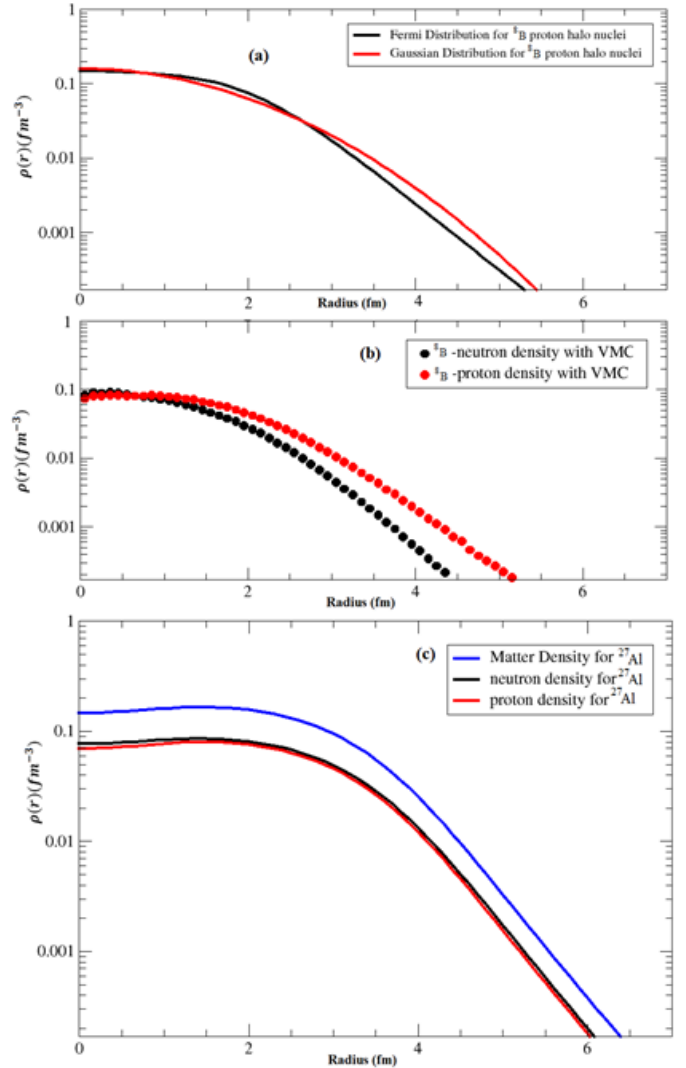 1
(a)
Fermi Distribution for ⁸B proton halo nuclei
Gaussian Distribution for ⁸B proton halo nuclei
0.1
ρ(r)(fm⁻³)
0.01
0.001
0 2 4 6
Radius (fm)
1
(b)
⁸B -neutron density with VMC
⁸B -proton density with VMC
0.1
ρ(r)(fm⁻³)
0.01
0.001
0 2 4 6
Radius (fm)
1
(c)
Matter Density for ²⁷Al
neutron density for²⁷Al
proton density for²⁷Al
0.1
ρ(r)(fm⁻³)
0.01
0.001
0 2 4 6
Radius (fm)